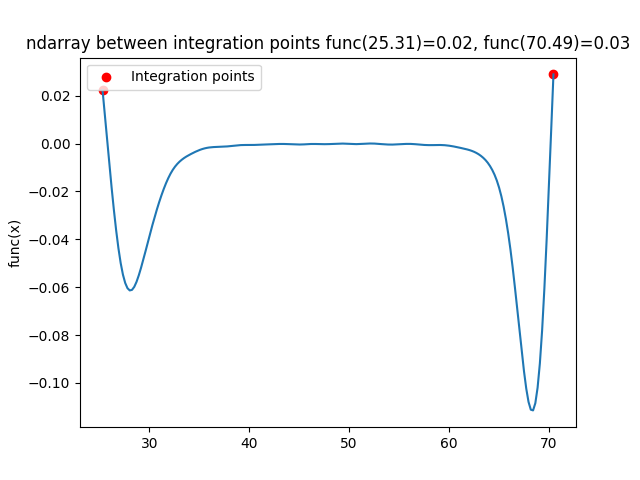 ndarray between integration points func(25.31)=0.02, func(70.49)=0.03
Integration points
func(x)
0.02
0.00
−0.02
−0.04
−0.06
−0.08
−0.10
30 40 50 60 70